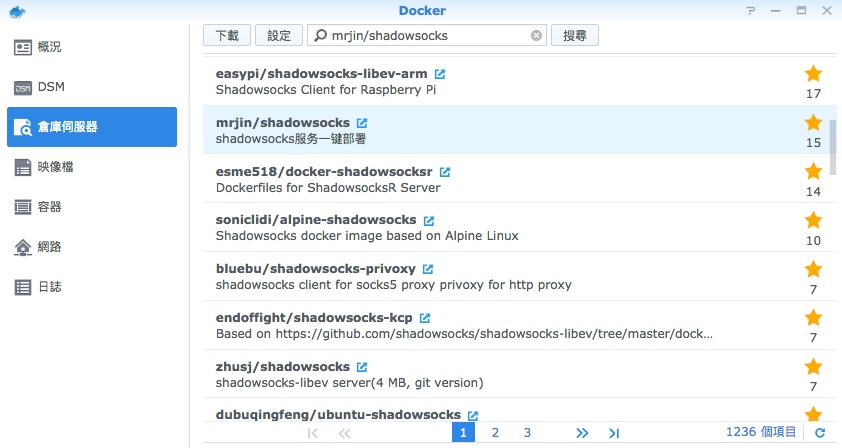 Docker
下載 設定 mrjin/shadowsocks 搜尋
概況
DSM
倉庫伺服器
映像檔
容器
網路
日誌
easypi/shadowsocks-libev-arm
Shadowsocks Client for Raspberry Pi
17
mrjin/shadowsocks
shadowsocks服务一键部署
15
esme518/docker-shadowsocksr
Dockerfiles for ShadowsocksR Server
14
soniclidi/alpine-shadowsocks
Shadowsocks docker image based on Alpine Linux
10
bluebu/shadowsocks-privoxy
shadowsocks client for socks5 proxy privoxy for http proxy
7
endoffight/shadowsocks-kcp
Based on https://github.com/shadowsocks/shadowsocks-libev/tree/master/dock...
7
zhusj/shadowsocks
shadowsocks-libev server(4 MB, git version)
7
dubuqingfeng/ubuntu-shadowsocks
1 2 3 1236 個項目